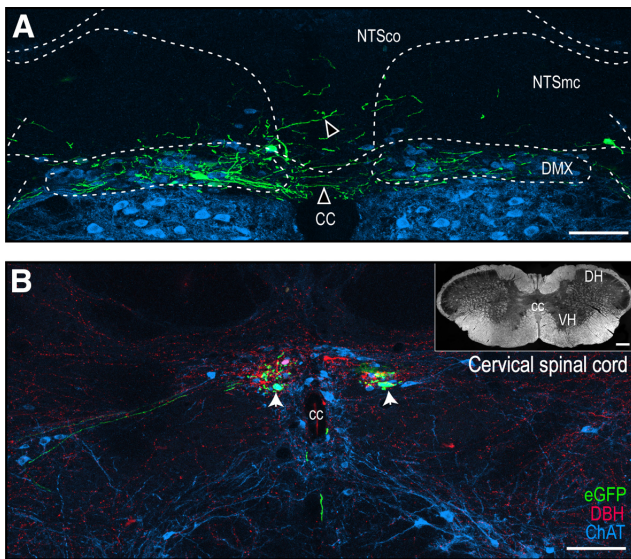 A
NTSco
NTSmc
DMX
CC
B
DH
cc
VH
Cervical spinal cord
cc
eGFP
DBH
ChAT